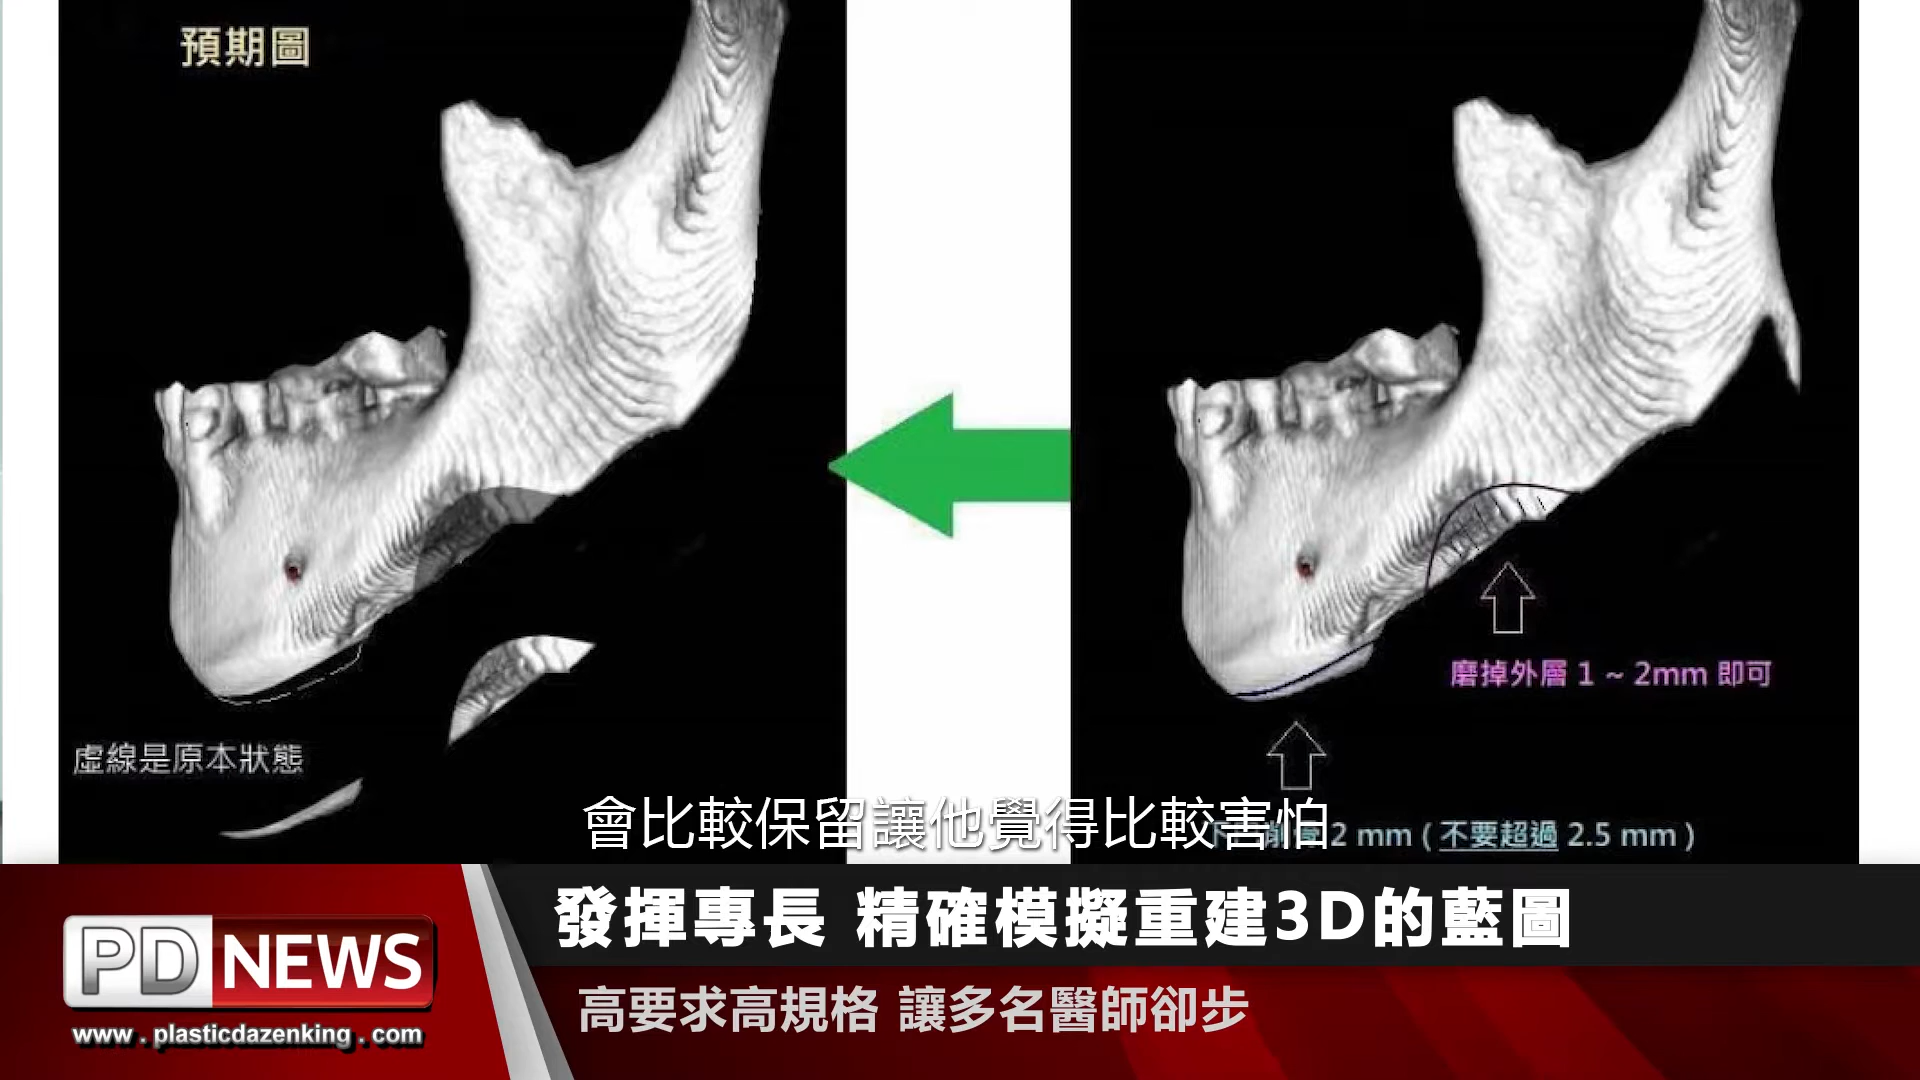 預期圖
磨掉外層 1 ~ 2mm 即可
虛線是原本狀態
2 mm ( 不要超過 2.5 mm )
會比較保留讓他覺得比較害怕
發揮專長 精確模擬重建3D的藍圖
PD NEWS
高要求高規格 讓多名醫師卻步
www . plasticdazenking . com